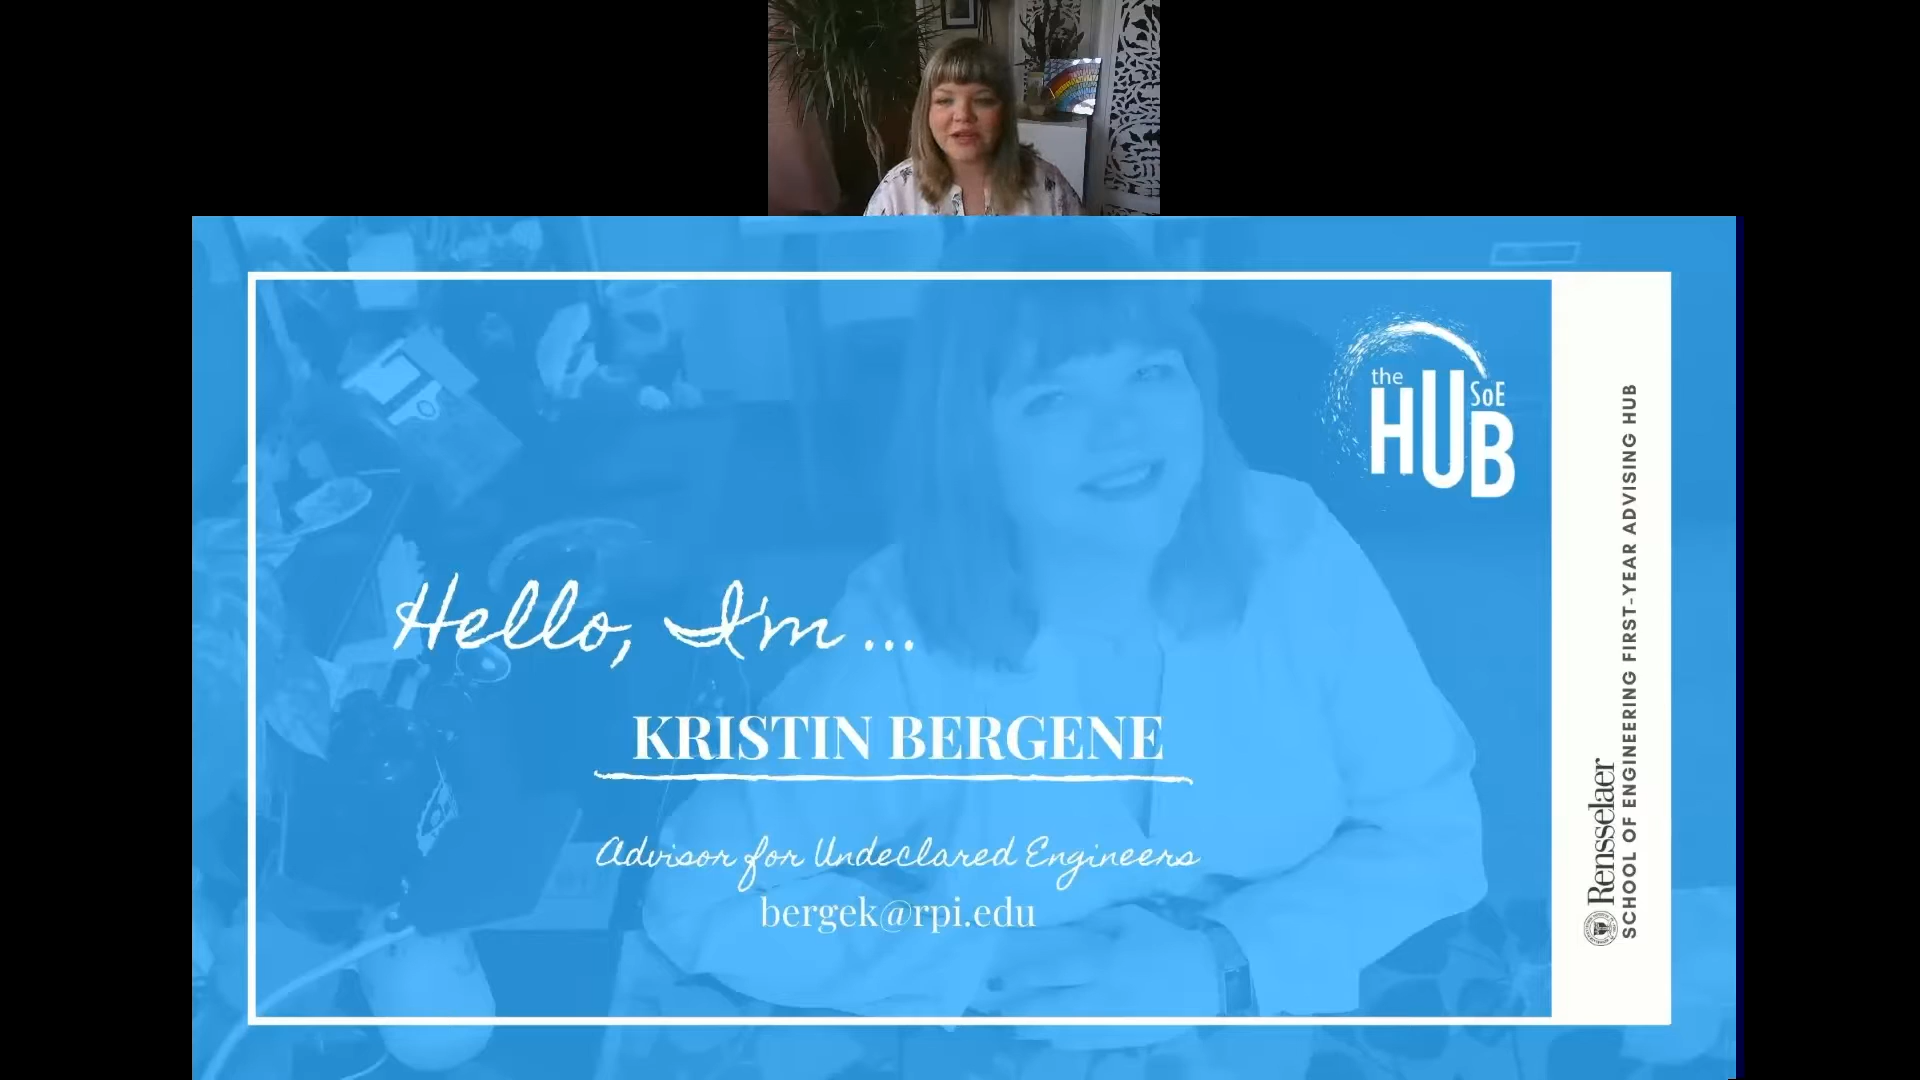 the
HUB
SoE
Hello, I'm ...
KRISTIN BERGENE
Advisor for Undeclared Engineers
bergek@rpi.edu
Rensselaer
SCHOOL OF ENGINEERING FIRST-YEAR ADVISING HUB